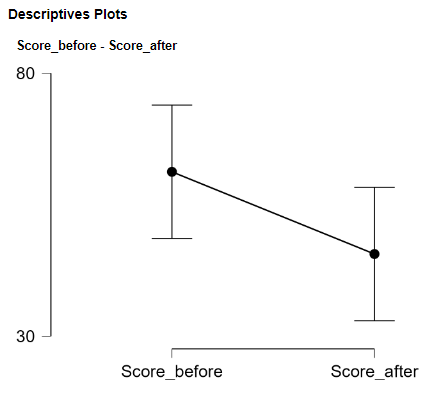 Descriptives Plots
Score_before - Score_after
80
30
Score_before
Score_after